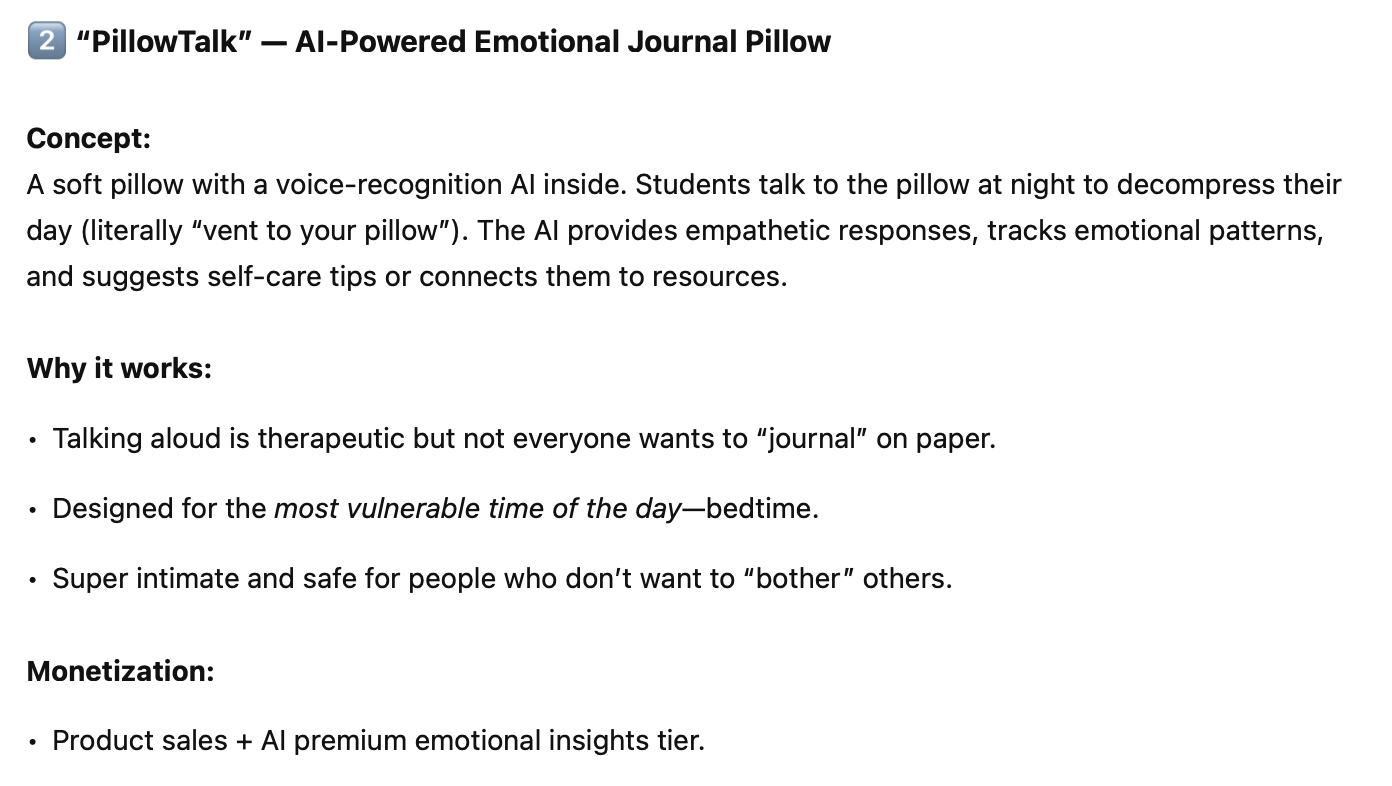 2️⃣ “PillowTalk” — AI-Powered Emotional Journal Pillow
Concept:
A soft pillow with a voice-recognition AI inside. Students talk to the pillow at night to decompress their
day (literally “vent to your pillow”). The AI provides empathetic responses, tracks emotional patterns,
and suggests self-care tips or connects them to resources.
Why it works:
• Talking aloud is therapeutic but not everyone wants to “journal” on paper.
• Designed for the most vulnerable time of the day—bedtime.
• Super intimate and safe for people who don’t want to “bother” others.
Monetization:
• Product sales + AI premium emotional insights tier.